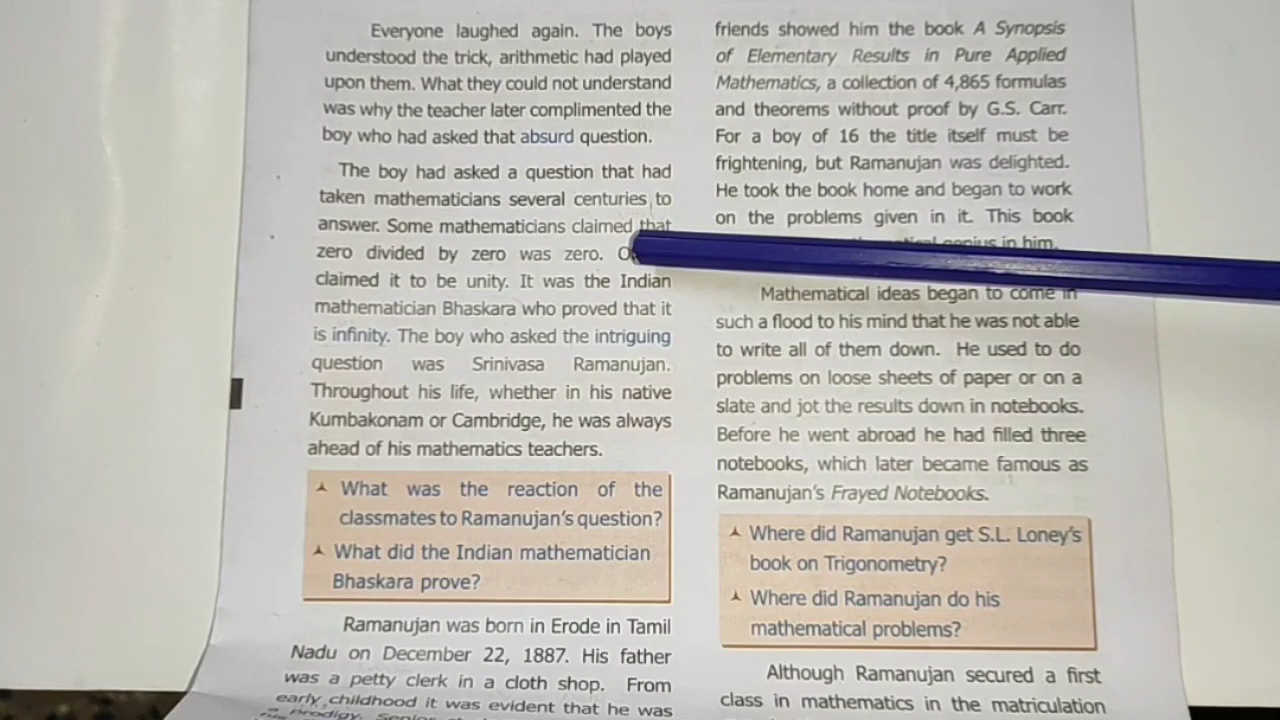 Everyone laughed again. The boys
understood the trick, arithmetic had played
upon them. What they could not understand
was why the teacher later complimented the
boy who had asked that absurd question.
The boy had asked a question that had
taken mathematicians several centuries to
answer. Some mathematicians claimed that
zero divided by zero was zero.
claimed it to be unity. It was the Indian
mathematician Bhaskara who proved that it
is infinity. The boy who asked the intriguing
question was Srinivasa Ramanujan.
Throughout his life, whether in his native
Kumbakonam or Cambridge, he was always
ahead of his mathematics teachers.
What was the reaction of the
classmates to Ramanujan's question?
What did the Indian mathematician
Bhaskara prove?
Ramanujan was born in Erode in Tamil
Nadu on December 22, 1887. His father
was a petty clerk in a cloth shop. From
early childhood it was evident that he was
prodigy.
friends showed him the book A Synopsis
of Elementary Results in Pure Applied
Mathematics, a collection of 4,865 formulas
and theorems without proof by G.S. Carr.
For a boy of 16 the title itself must be
frightening, but Ramanujan was delighted.
He took the book home and began to work
on the problems given in it. This book
genius in him.
Mathematical ideas began to come in
such a flood to his mind that he was not able
to write all of them down. He used to do
problems on loose sheets of paper or on a
slate and jot the results down in notebooks.
Before he went abroad he had filled three
notebooks, which later became famous as
Ramanujan's Frayed Notebooks.
Where did Ramanujan get S.L. Loney's
book on Trigonometry?
Where did Ramanujan do his
mathematical problems?
Although Ramanujan secured a first
class in mathematics in the matriculation